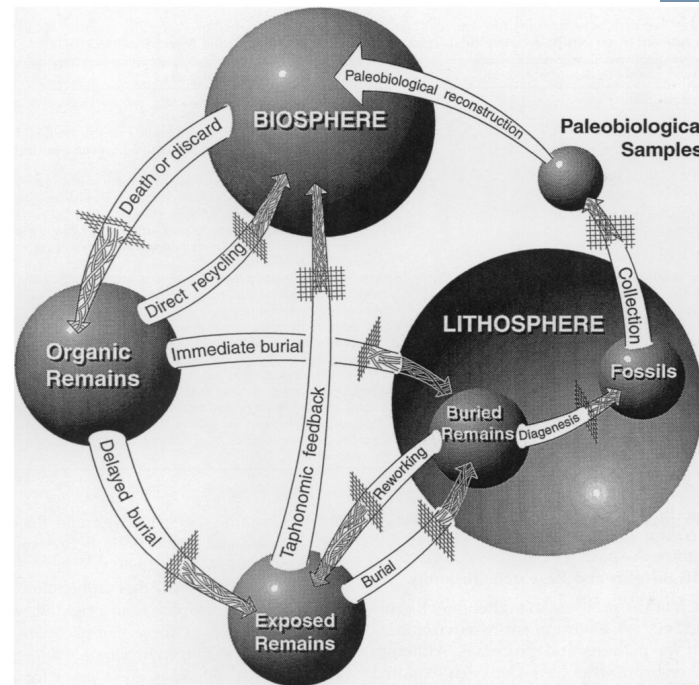 Paleobiological reconstruction
BIOSPHERE
Paleobiological
Samples
Death or discard
Direct recycling
Collection
LITHOSPHERE
Organic
Remains
Immediate burial
Fossils
Buried
Remains
Diagenesis
Taphonomic feedback
Delayed burial
Reworking
Burial
Exposed
Remains